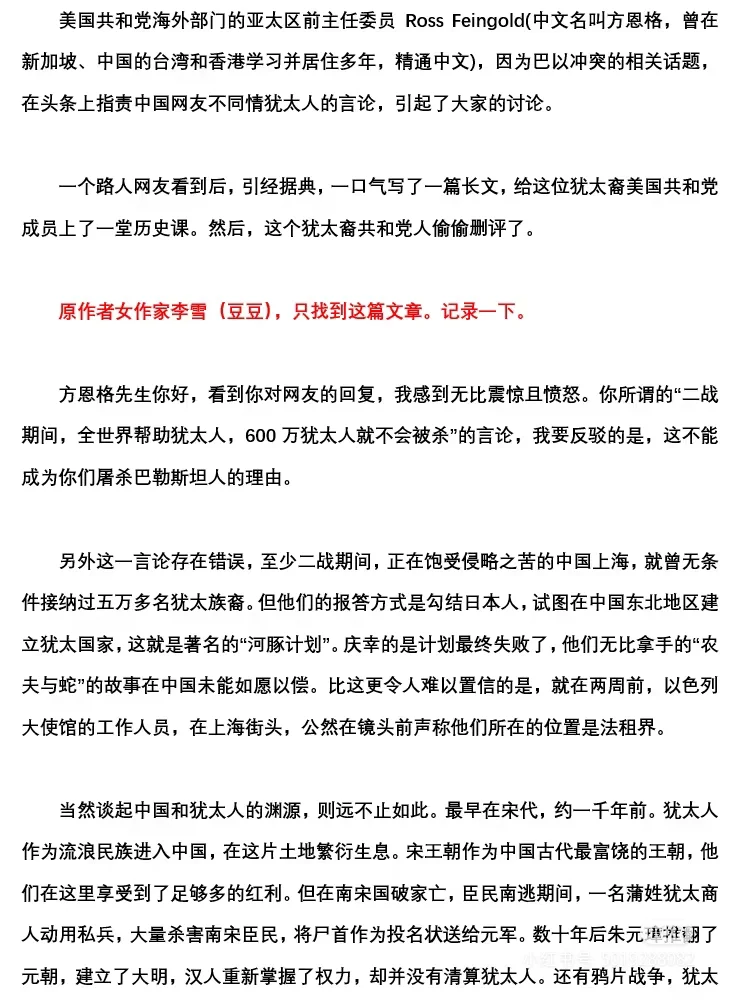 美国共和党海外部门的亚太区前主任委员 Ross Feingold(中文名叫方恩格，曾在
新加坡、中国的台湾和香港学习并居住多年，精通中文)，因为巴以冲突的相关话题，
在头条上指责中国网友不同情犹太人的言论，引起了大家的讨论。
一个路人网友看到后，引经据典，一口气写了一篇长文，给这位犹太裔美国共和党
成员上了一堂历史课。然后，这个犹太裔共和党人偷偷删评了。
原作者女作家李雪（豆豆），只找到这篇文章。记录一下。
方恩格先生你好，看到你对网友的回复，我感到无比震惊且愤怒。你所谓的“二战
期间，全世界帮助犹太人，600 万犹太人就不会被杀”的言论，我要反驳的是，这不能
成为你们屠杀巴勒斯坦人的理由。
另外这一言论存在错误，至少二战期间，正在饱受侵略之苦的中国上海，就曾无条
件接纳过五万多名犹太族裔。但他们的报答方式是勾结日本人，试图在中国东北地区建
立犹太国家，这就是著名的“河豚计划”。庆幸的是计划最终失败了，他们无比拿手的“农
夫与蛇”的故事在中国未能如愿以偿。比这更令人难以置信的是，就在两周前，以色列
大使馆的工作人员，在上海街头，公然在镜头前声称他们所在的位置是法租界。
当然谈起中国和犹太人的渊源，则远不止如此。最早在宋代，约一千年前。犹太人
作为流浪民族进入中国，在这片土地繁衍生息。宋王朝作为中国古代最富饶的王朝，他
们在这里享受到了足够多的红利。但在南宋国破家亡，臣民南逃期间，一名蒲姓犹太商
人动用私兵，大量杀害南宋臣民，将尸首作为投名状送给元军。数十年后朱元璋推翻了
元朝，建立了大明，汉人重新掌握了权力，却并没有清算犹太人。还有鸦片战争，犹太